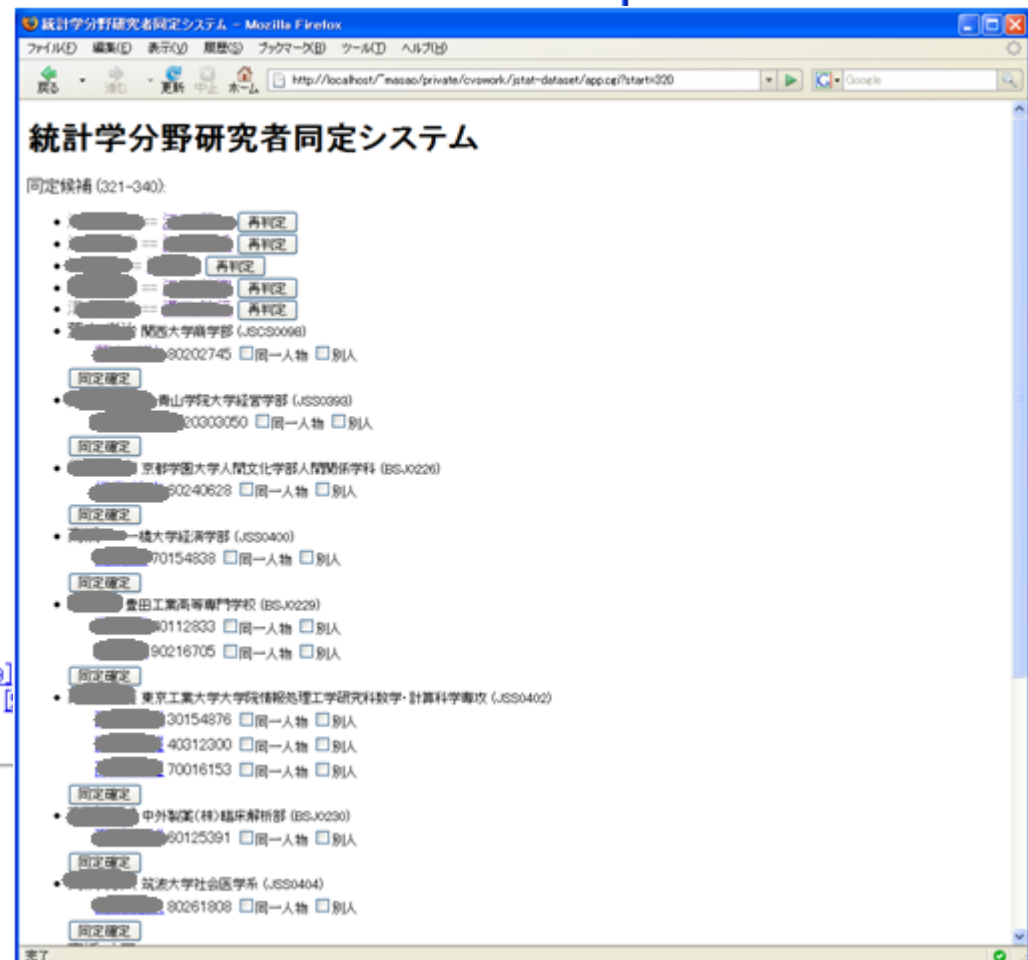 統計学分野研究者同定システム - Mozilla Firefox
ファイル(F) 編集(E) 表示(V) 履歴(S) ブックマーク(B) ツール(T) ヘルプ(H)
戻る 進む 更新 中止 ホーム http://localhost/~masao/private/cvswork/jstat-dataset/app.cgi?start=320 Google
統計学分野研究者同定システム
同定候補 (321-340):
== 再判定
== 再判定
= 再判定
== 再判定
== 再判定
関西大学商学部 (JSCS0098)
80202745 同一人物 別人
同定確定
青山学院大学経営学部 (JSS0393)
20303050 同一人物 別人
同定確定
京都学園大学人間文化学部人間関係学科 (BSJ0226)
60240628 同一人物 別人
同定確定
一橋大学経済学部 (JSS0400)
70154838 同一人物 別人
同定確定
豊田工業高等専門学校 (BSJ0229)
40112833 同一人物 別人
90216705 同一人物 別人
同定確定
東京工業大学大学院情報処理工学研究科数学・計算科学専攻 (JSS0402)
30154876 同一人物 別人
40312300 同一人物 別人
70016153 同一人物 別人
同定確定
中外製薬(株)臨床解析部 (BSJ0230)
60125391 同一人物 別人
同定確定
筑波大学社会医学系 (JSS0404)
80261808 同一人物 別人
同定確定
完了